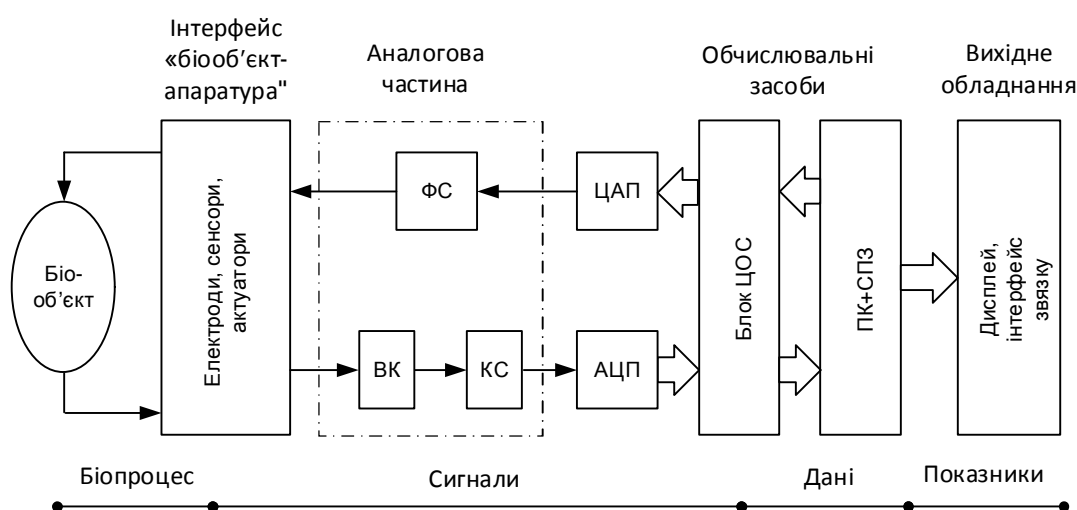 Інтерфейс
«біооб’єкт-
апаратура"
Аналогова
частина
Обчислювальні
засоби
Вихідне
обладнання
Біо-
об’єкт
Електроди, сенсори,
актуатори
ФС
ЦАП
ВК
КС
АЦП
Блок ЦОС
ПК+СПЗ
Дисплей,
інтерфейс
звязку
Біопроцес
Сигнали
Дані
Показники